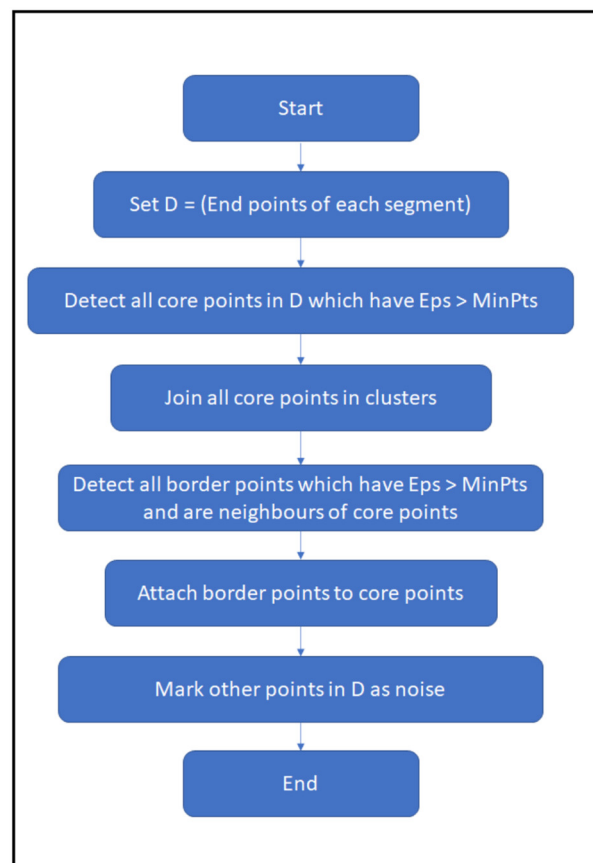 Start
Set D = (End points of each segment)
Detect all core points in D which have Eps > MinPts
Join all core points in clusters
Detect all border points which have Eps > MinPts
and are neighbours of core points
Attach border points to core points
Mark other points in D as noise
End